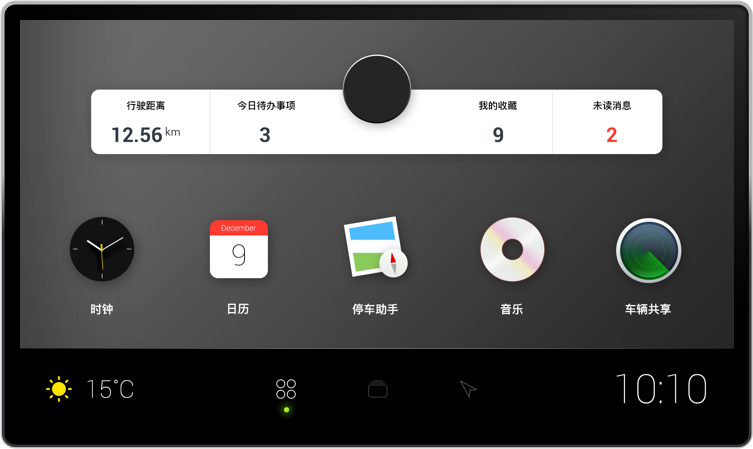 行驶距离
今日待办事项
我的收藏
未读消息
12.56 km
3
9
2
December
9
时钟
日历
停车助手
音乐
车辆共享
15°C
10:10